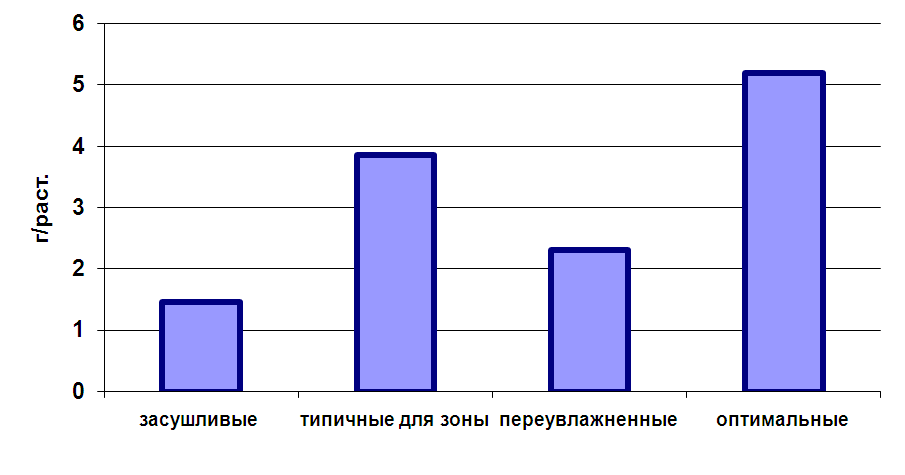 6
5
4
3
2
1
0
г/раст.
засушливые
типичные для зоны
переувлажненные
оптимальные